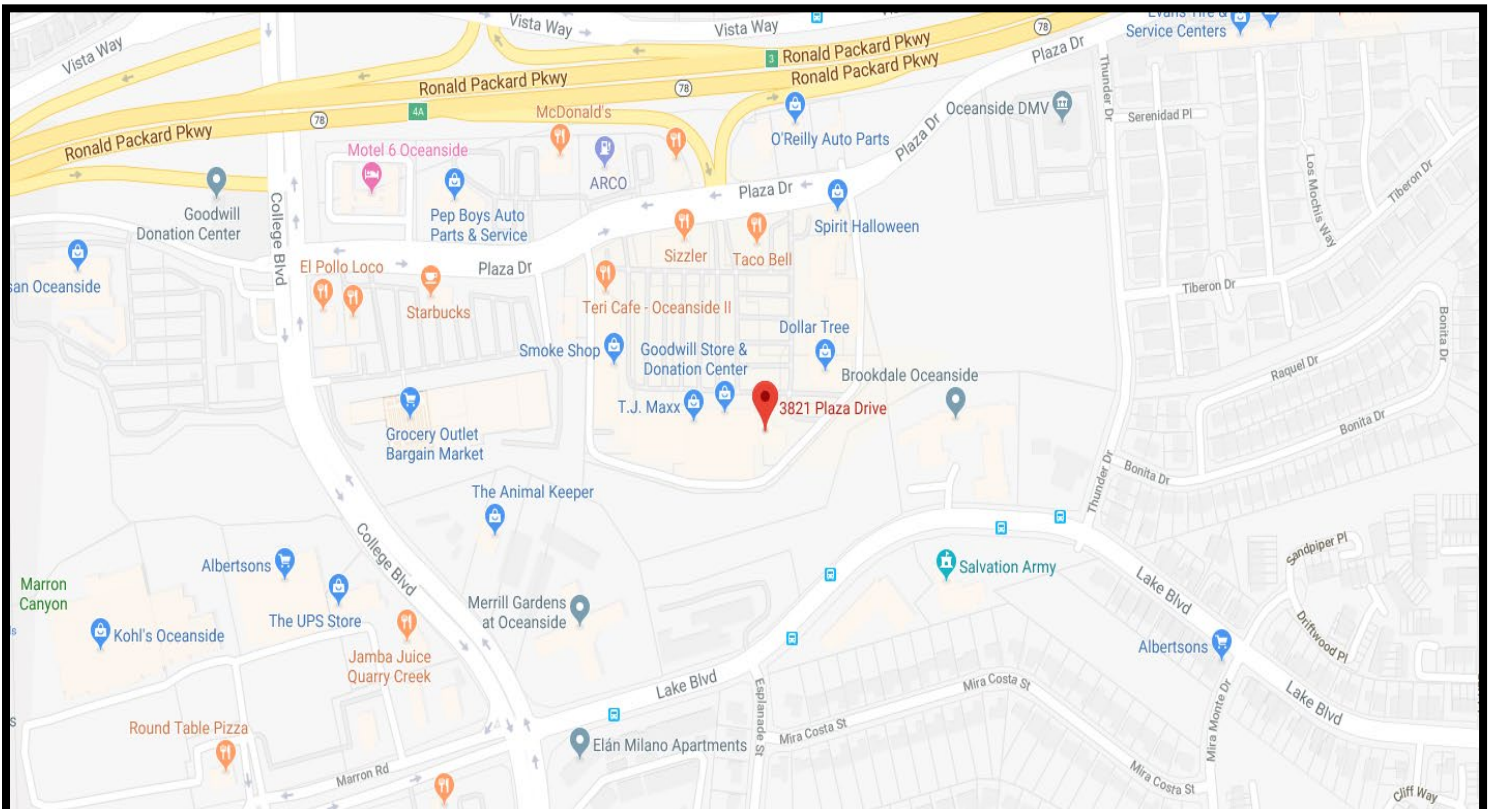 Vista Way
Vista Way
Evans Tire &
Service Centers
78
Vista Way
Ronald Packard Pkwy
3
Ronald Packard Pkwy
Plaza Dr
Thunder Dr
Ronald Packard Pkwy
78
4A
78
McDonald's
Oceanside DMV
Serenidad Pl
Ronald Packard Pkwy
O'Reilly Auto Parts
Plaza Dr
Motel 6 Oceanside
ARCO
Los Mochis Way
Tiberon Dr
Plaza Dr
College Blvd
Goodwill
Donation Center
Pep Boys Auto
Parts & Service
Spirit Halloween
Sizzler
Taco Bell
El Pollo Loco
Plaza Dr
san Oceanside
Starbucks
Teri Cafe - Oceanside II
Tiberon Dr
Bonita Dr
Dollar Tree
Smoke Shop
Goodwill Store &
Donation Center
Brookdale Oceanside
Raquel Dr
T.J. Maxx
3821 Plaza Drive
Grocery Outlet
Bargain Market
Bonita Dr
Bonita Dr
Thunder Dr
The Animal Keeper
College Blvd
Sandpiper Pl
Albertsons
Salvation Army
Marron
Canyon
Lake Blvd
Merrill Gardens
at Oceanside
The UPS Store
Kohl's Oceanside
Driftwood Pl
Albertsons
Jamba Juice
Quarry Creek
Lake Blvd
Esplanade St
Mira Costa St
Lake Blvd
Round Table Pizza
Mira Costa St
Mira Monte Dr
Elán Milano Apartments
Marron Rd
Mira Costa St
Cliff Way